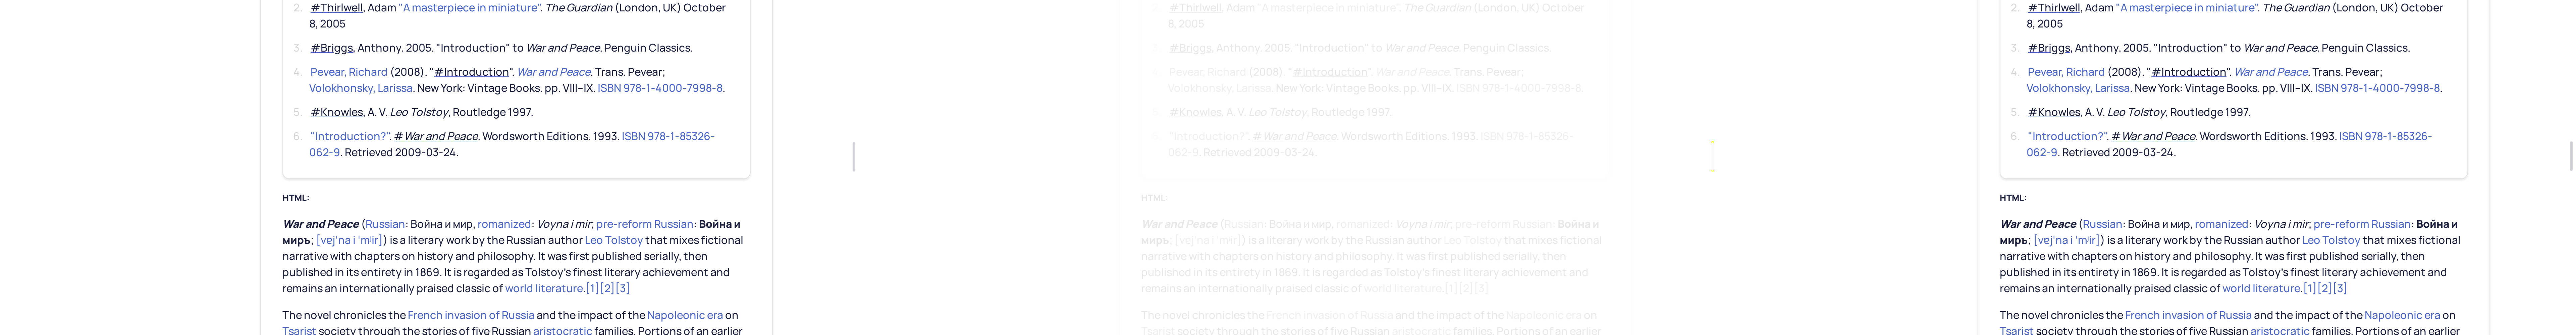 2. #Thirlwell, Adam "A masterpiece in miniature". The Guardian (London, UK) October
8, 2005
3. #Briggs, Anthony. 2005. "Introduction" to War and Peace. Penguin Classics.
4. Pevear, Richard (2008). "#Introduction". War and Peace. Trans. Pevear;
Volokhonsky, Larissa. New York: Vintage Books. pp. VIII–IX. ISBN 978-1-4000-7998-8.
5. #Knowles, A. V. Leo Tolstoy, Routledge 1997.
6. "Introduction?". #War and Peace. Wordsworth Editions. 1993. ISBN 978-1-85326-
062-9. Retrieved 2009-03-24.
HTML:
War and Peace (Russian: Война и мир, romanized: Voyna i mir; pre-reform Russian: Война и
миръ; [vɐjˈna i ˈmʲir]) is a literary work by the Russian author Leo Tolstoy that mixes fictional
narrative with chapters on history and philosophy. It was first published serially, then
published in its entirety in 1869. It is regarded as Tolstoy's finest literary achievement and
remains an internationally praised classic of world literature.[1][2][3]
The novel chronicles the French invasion of Russia and the impact of the Napoleonic era on
Tsarist society through the stories of five Russian aristocratic families. Portions of an earlier
#Thirlwell, Adam "A masterpiece in miniature". The Guardian (London, UK) October
8, 2005
#Briggs, Anthony. 2005. "Introduction" to War and Peace. Penguin Classics.
Pevear, Richard (2008). "#Introduction". War and Peace. Trans. Pevear;
Volokhonsky, Larissa. New York: Vintage Books. pp. VIII–IX. ISBN 978-1-4000-7998-8.
#Knowles, A. V. Leo Tolstoy, Routledge 1997.
"Introduction?". #War and Peace. Wordsworth Editions. 1993. ISBN 978-1-85326-
062-9. Retrieved 2009-03-24.
HTML:
War and Peace (Russian: Война и мир, romanized: Voyna i mir; pre-reform Russian: Война и
миръ; [vɐjˈna i ˈmʲir]) is a literary work by the Russian author Leo Tolstoy that mixes fictional
narrative with chapters on history and philosophy. It was first published serially, then
published in its entirety in 1869. It is regarded as Tolstoy's finest literary achievement and
remains an internationally praised classic of world literature.[1][2][3]
The novel chronicles the French invasion of Russia and the impact of the Napoleonic era on
Tsarist society through the stories of five Russian aristocratic families. Portions of an earlier
2. #Thirlwell, Adam "A masterpiece in miniature". The Guardian (London, UK) October
8, 2005
3. #Briggs, Anthony. 2005. "Introduction" to War and Peace. Penguin Classics.
4. Pevear, Richard (2008). "#Introduction". War and Peace. Trans. Pevear;
Volokhonsky, Larissa. New York: Vintage Books. pp. VIII–IX. ISBN 978-1-4000-7998-8.
5. #Knowles, A. V. Leo Tolstoy, Routledge 1997.
6. "Introduction?". #War and Peace. Wordsworth Editions. 1993. ISBN 978-1-85326-
062-9. Retrieved 2009-03-24.
HTML:
War and Peace (Russian: Война и мир, romanized: Voyna i mir; pre-reform Russian: Война и
миръ; [vɐjˈna i ˈmʲir]) is a literary work by the Russian author Leo Tolstoy that mixes fictional
narrative with chapters on history and philosophy. It was first published serially, then
published in its entirety in 1869. It is regarded as Tolstoy's finest literary achievement and
remains an internationally praised classic of world literature.[1][2][3]
The novel chronicles the French invasion of Russia and the impact of the Napoleonic era on
Tsarist society through the stories of five Russian aristocratic families. Portions of an earlier